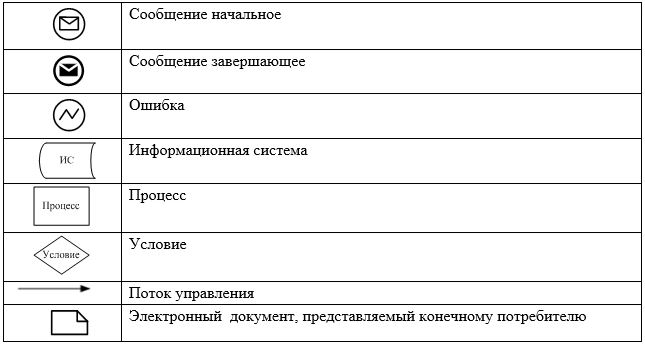 Сообщение начальное
Сообщение завершающее
Ошибка
ИС
Информационная система
Процесс
Процесс
Условие
Условие
Поток управления
Электронный документ, представляемый конечному потребителю